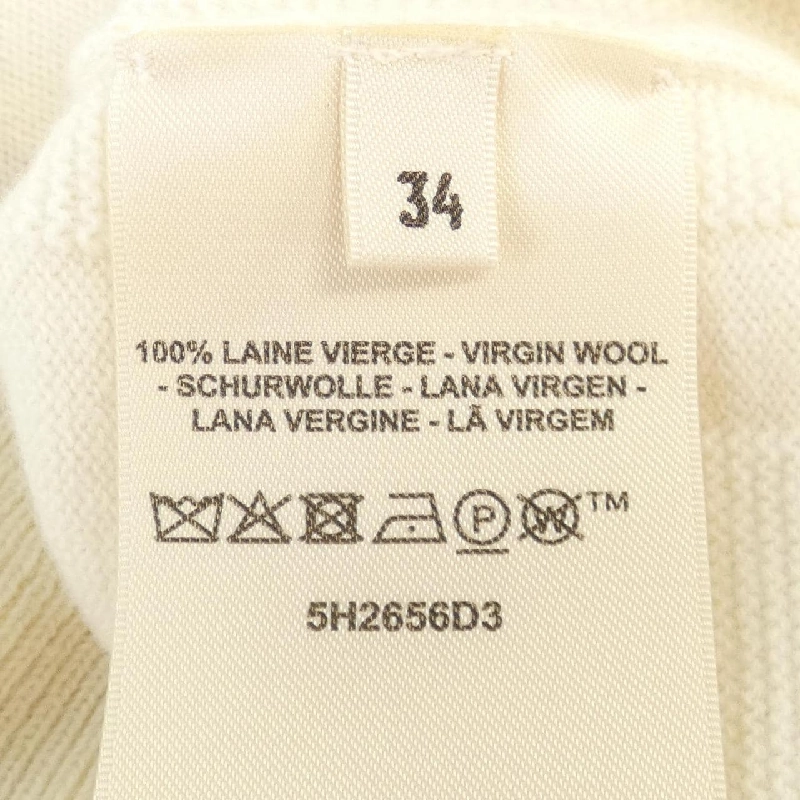 34
100% LAINE VIERGE - VIRGIN WOOL
- SCHURWOLLE - LANA VIRGEN -
LANA VERGINE - LÃ VIRGEM
P W TM
5H2656D3